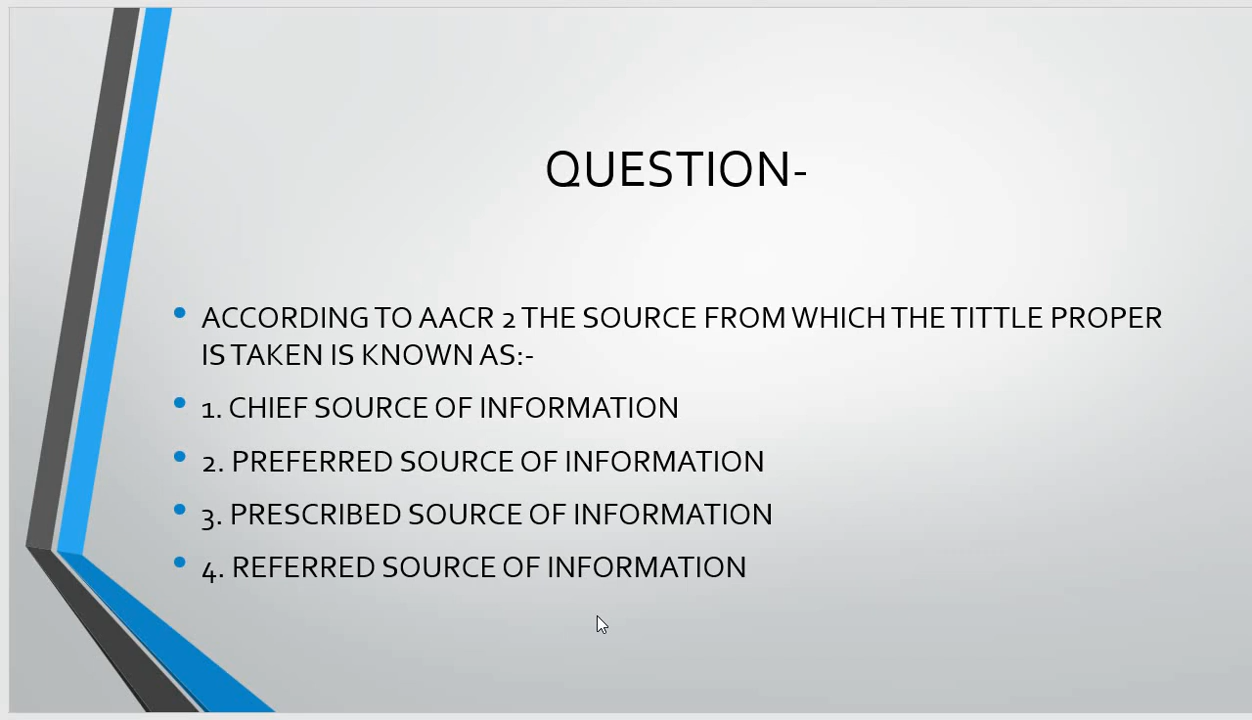 QUESTION-
• ACCORDING TO AACR 2 THE SOURCE FROM WHICH THE TITTLE PROPER
IS TAKEN IS KNOWN AS:-
• 1. CHIEF SOURCE OF INFORMATION
• 2. PREFERRED SOURCE OF INFORMATION
• 3. PRESCRIBED SOURCE OF INFORMATION
• 4. REFERRED SOURCE OF INFORMATION